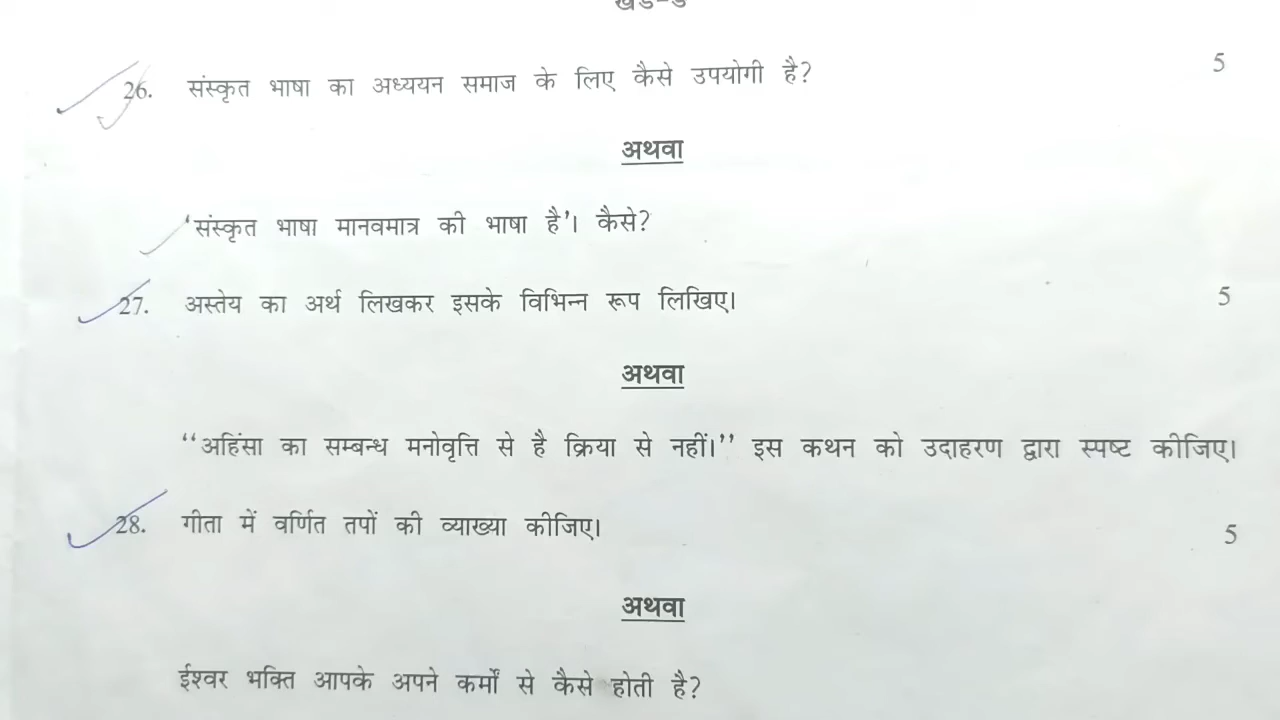 26. संस्कृत भाषा का अध्ययन समाज के लिए कैसे उपयोगी है? 5
अथवा
'संस्कृत भाषा मानवमात्र की भाषा है'। कैसे?
27. अस्तेय का अर्थ लिखकर इसके विभिन्न रूप लिखिए। 5
अथवा
‘‘अहिंसा का सम्बन्ध मनोवृत्ति से है क्रिया से नहीं।’’ इस कथन को उदाहरण द्वारा स्पष्ट कीजिए।
28. गीता में वर्णित तपों की व्याख्या कीजिए। 5
अथवा
ईश्वर भक्ति आपके अपने कर्मों से कैसे होती है?